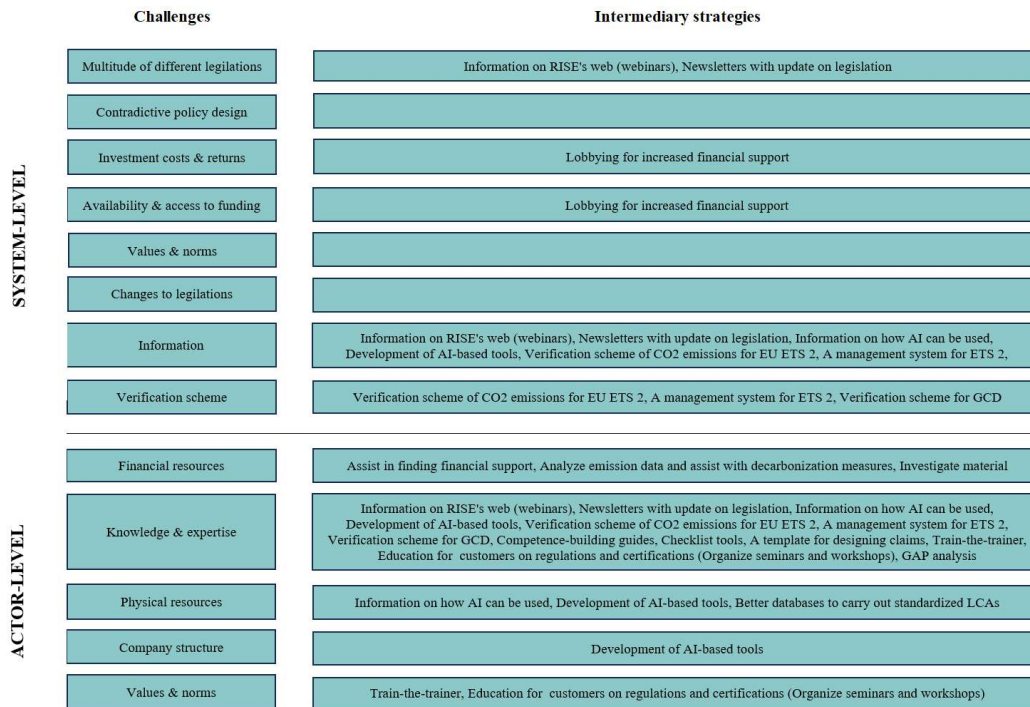 Challenges
Intermediary strategies
SYSTEM-LEVEL
Multitude of different legilations
Information on RISE's web (webinars), Newsletters with update on legislation
Contradictive policy design
Investment costs & returns
Lobbying for increased financial support
Availability & access to funding
Lobbying for increased financial support
Values & norms
Changes to legilations
Information
Information on RISE's web (webinars), Newsletters with update on legislation, Information on how AI can be used,
Development of AI-based tools, Verification scheme of CO2 emissions for EU ETS 2, A management system for ETS 2,
Verification scheme
Verification scheme of CO2 emissions for EU ETS 2, A management system for ETS 2, Verification scheme for GCD
ACTOR-LEVEL
Financial resources
Assist in finding financial support, Analyze emission data and assist with decarbonization measures, Investigate material
Knowledge & expertise
Information on RISE's web (webinars), Newsletters with update on legislation, Information on how AI can be used,
Development of AI-based tools, Verification scheme of CO2 emissions for EU ETS 2, A management system for ETS 2,
Verification scheme for GCD, Competence-building guides, Checklist tools, A template for designing claims, Train-the-trainer,
Education for customers on regulations and certifications (Organize seminars and workshops), GAP analysis
Physical resources
Information on how AI can be used, Development of AI-based tools, Better databases to carry out standardized LCAs
Company structure
Development of AI-based tools
Values & norms
Train-the-trainer, Education for customers on regulations and certifications (Organize seminars and workshops)